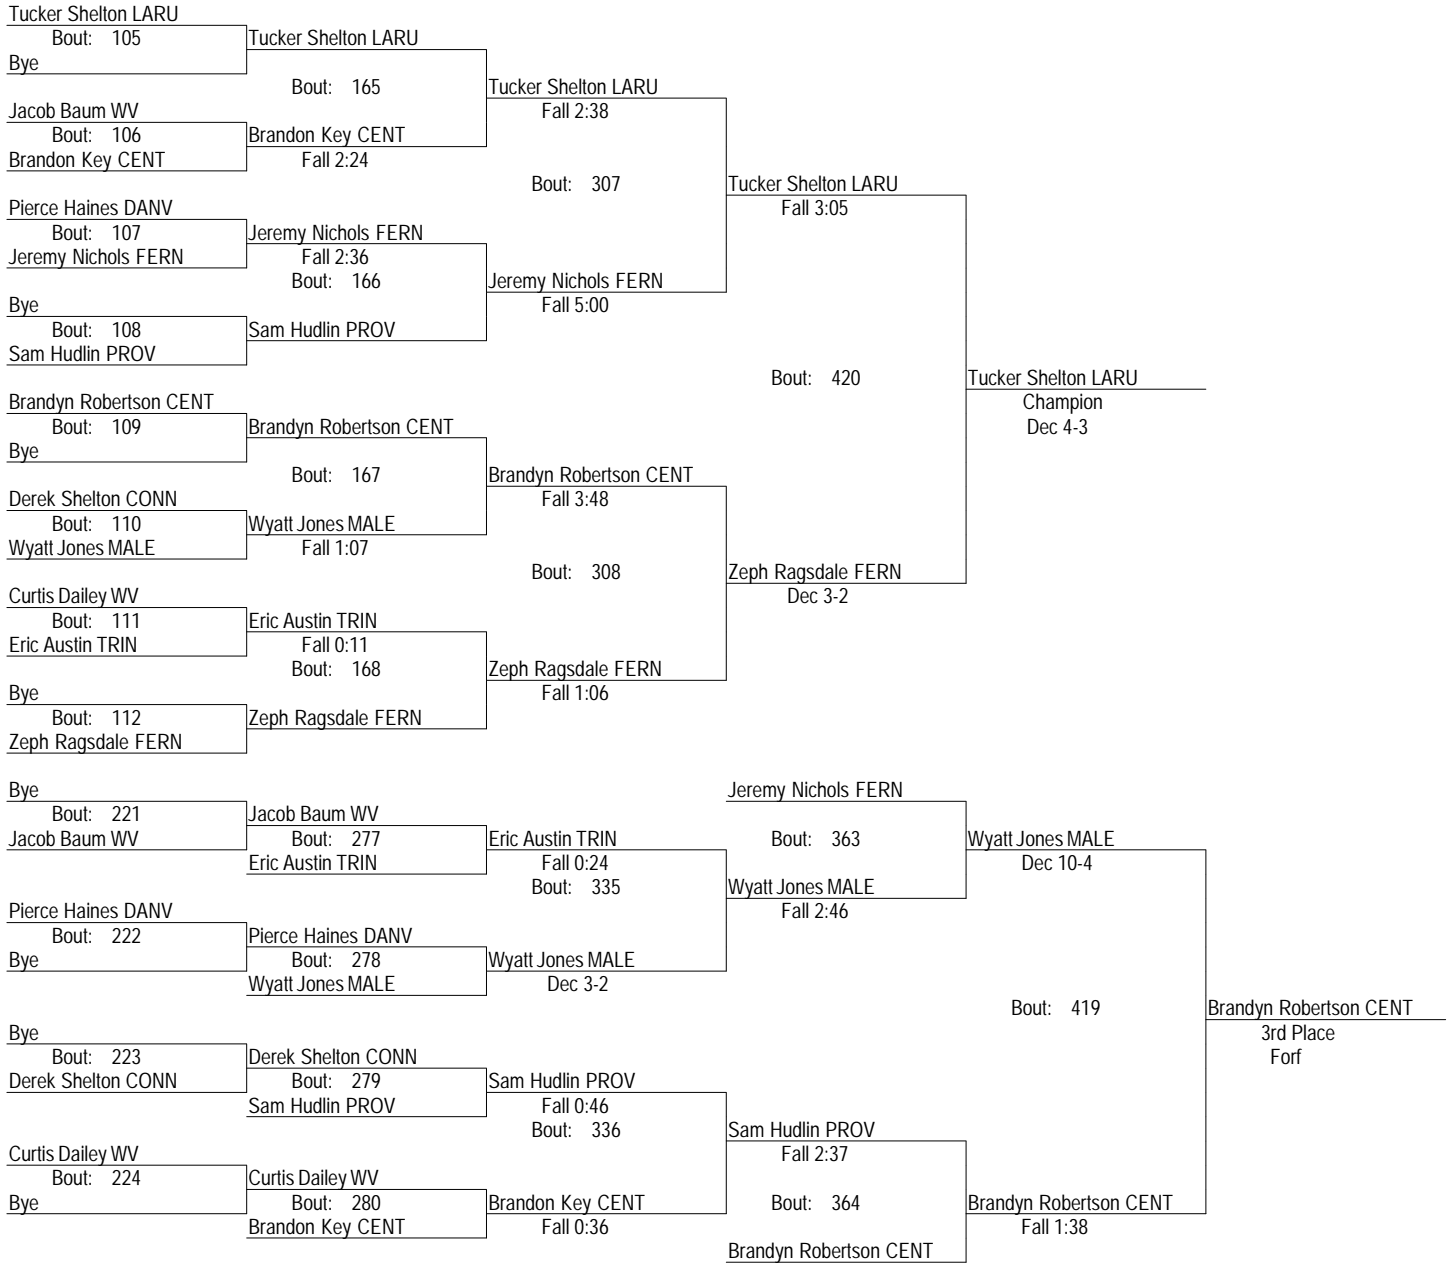 Tucker Shelton LARU
Bout: 105
Tucker Shelton LARU
Bye
Bout: 165
Tucker Shelton LARU
Jacob Baum WV
Fall 2:38
Bout: 106
Brandon Key CENT
Brandon Key CENT
Fall 2:24
Bout: 307
Tucker Shelton LARU
Pierce Haines DANV
Fall 3:05
Bout: 107
Jeremy Nichols FERN
Jeremy Nichols FERN
Fall 2:36
Bout: 166
Jeremy Nichols FERN
Bye
Fall 5:00
Bout: 108
Sam Hudlin PROV
Sam Hudlin PROV
Bout: 420
Tucker Shelton LARU
Brandyn Robertson CENT
Champion
Bout: 109
Brandyn Robertson CENT
Dec 4-3
Bye
Bout: 167
Brandyn Robertson CENT
Derek Shelton CONN
Fall 3:48
Bout: 110
Wyatt Jones MALE
Wyatt Jones MALE
Fall 1:07
Bout: 308
Zeph Ragsdale FERN
Curtis Dailey WV
Dec 3-2
Bout: 111
Eric Austin TRIN
Eric Austin TRIN
Fall 0:11
Bout: 168
Zeph Ragsdale FERN
Bye
Fall 1:06
Bout: 112
Zeph Ragsdale FERN
Zeph Ragsdale FERN
Bye
Jeremy Nichols FERN
Bout: 221
Jacob Baum WV
Jacob Baum WV
Bout: 277
Eric Austin TRIN
Bout: 363
Wyatt Jones MALE
Eric Austin TRIN
Fall 0:24
Dec 10-4
Bout: 335
Wyatt Jones MALE
Pierce Haines DANV
Fall 2:46
Bout: 222
Pierce Haines DANV
Bye
Bout: 278
Wyatt Jones MALE
Wyatt Jones MALE
Dec 3-2
Bout: 419
Brandyn Robertson CENT
Bye
3rd Place
Bout: 223
Derek Shelton CONN
Forf
Derek Shelton CONN
Bout: 279
Sam Hudlin PROV
Sam Hudlin PROV
Fall 0:46
Bout: 336
Sam Hudlin PROV
Curtis Dailey WV
Fall 2:37
Bout: 224
Curtis Dailey WV
Bye
Bout: 280
Brandon Key CENT
Bout: 364
Brandyn Robertson CENT
Brandon Key CENT
Fall 0:36
Fall 1:38
Brandyn Robertson CENT